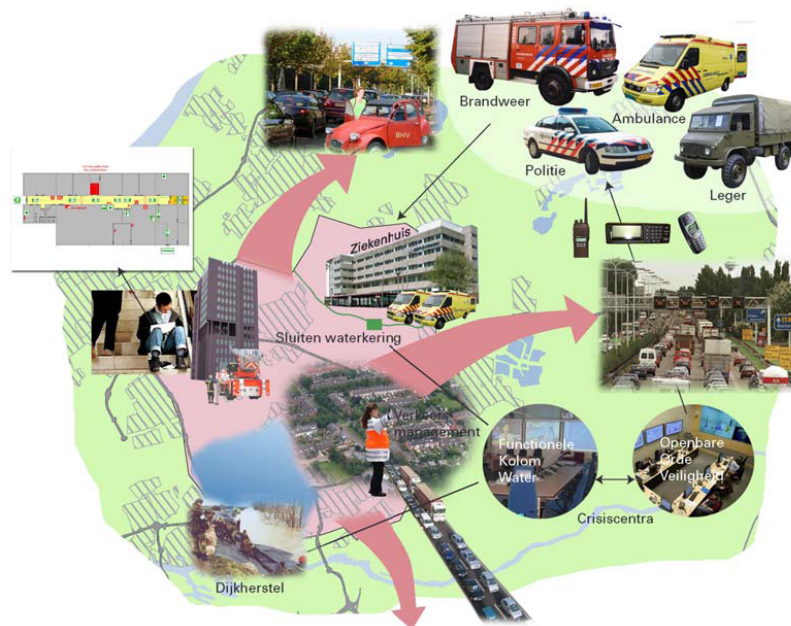 Brandweer
Ambulance
BHV
Politie
Leger
Ziekenhuis
Sluiten waterkering
Verkeers
management
Functionele
Kolom
Water
Openbare
Orde
Veiligheid
Crisiscentra
Dijkherstel